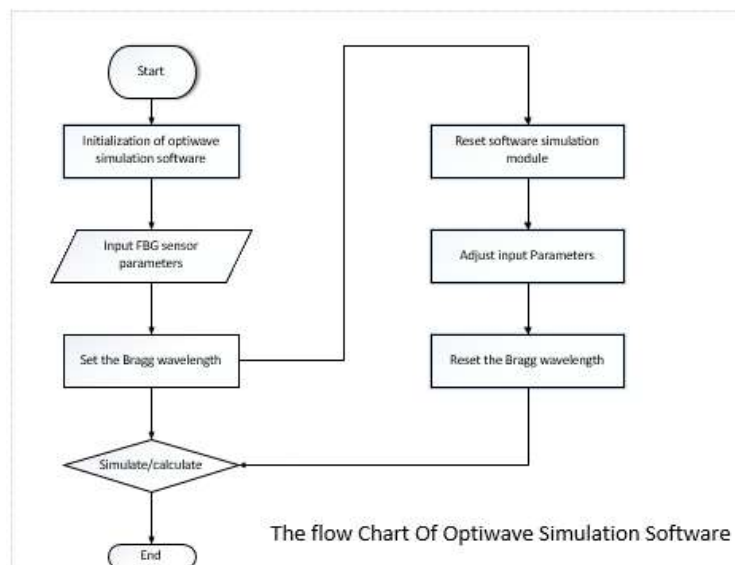 Start
Initialization of optiwave
simulation software
Input FBG sensor
parameters
Set the Bragg wavelength
Simulate/calculate
End
Reset software simulation
module
Adjust input Parameters
Reset the Bragg wavelength
The flow Chart Of Optiwave Simulation Software